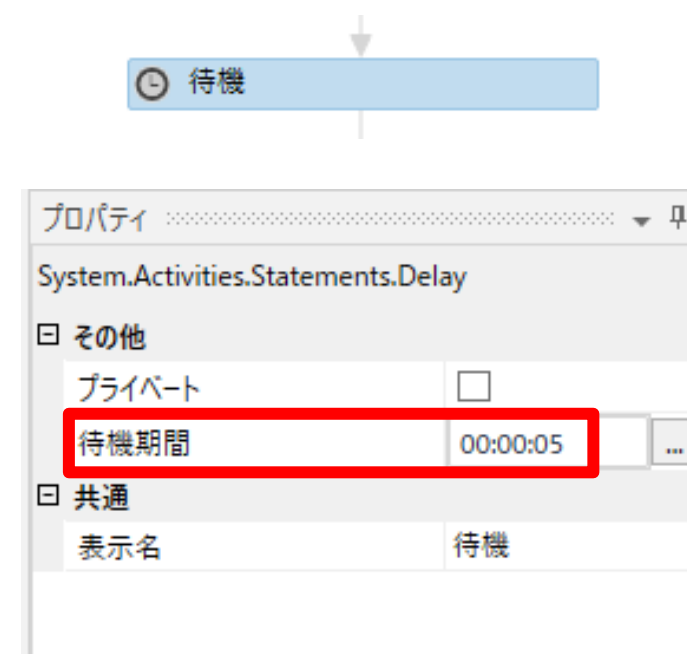 待機
プロパティ
System.Activities.Statements.Delay
その他
プライベート
待機期間 00:00:05 ...
共通
表示名 待機